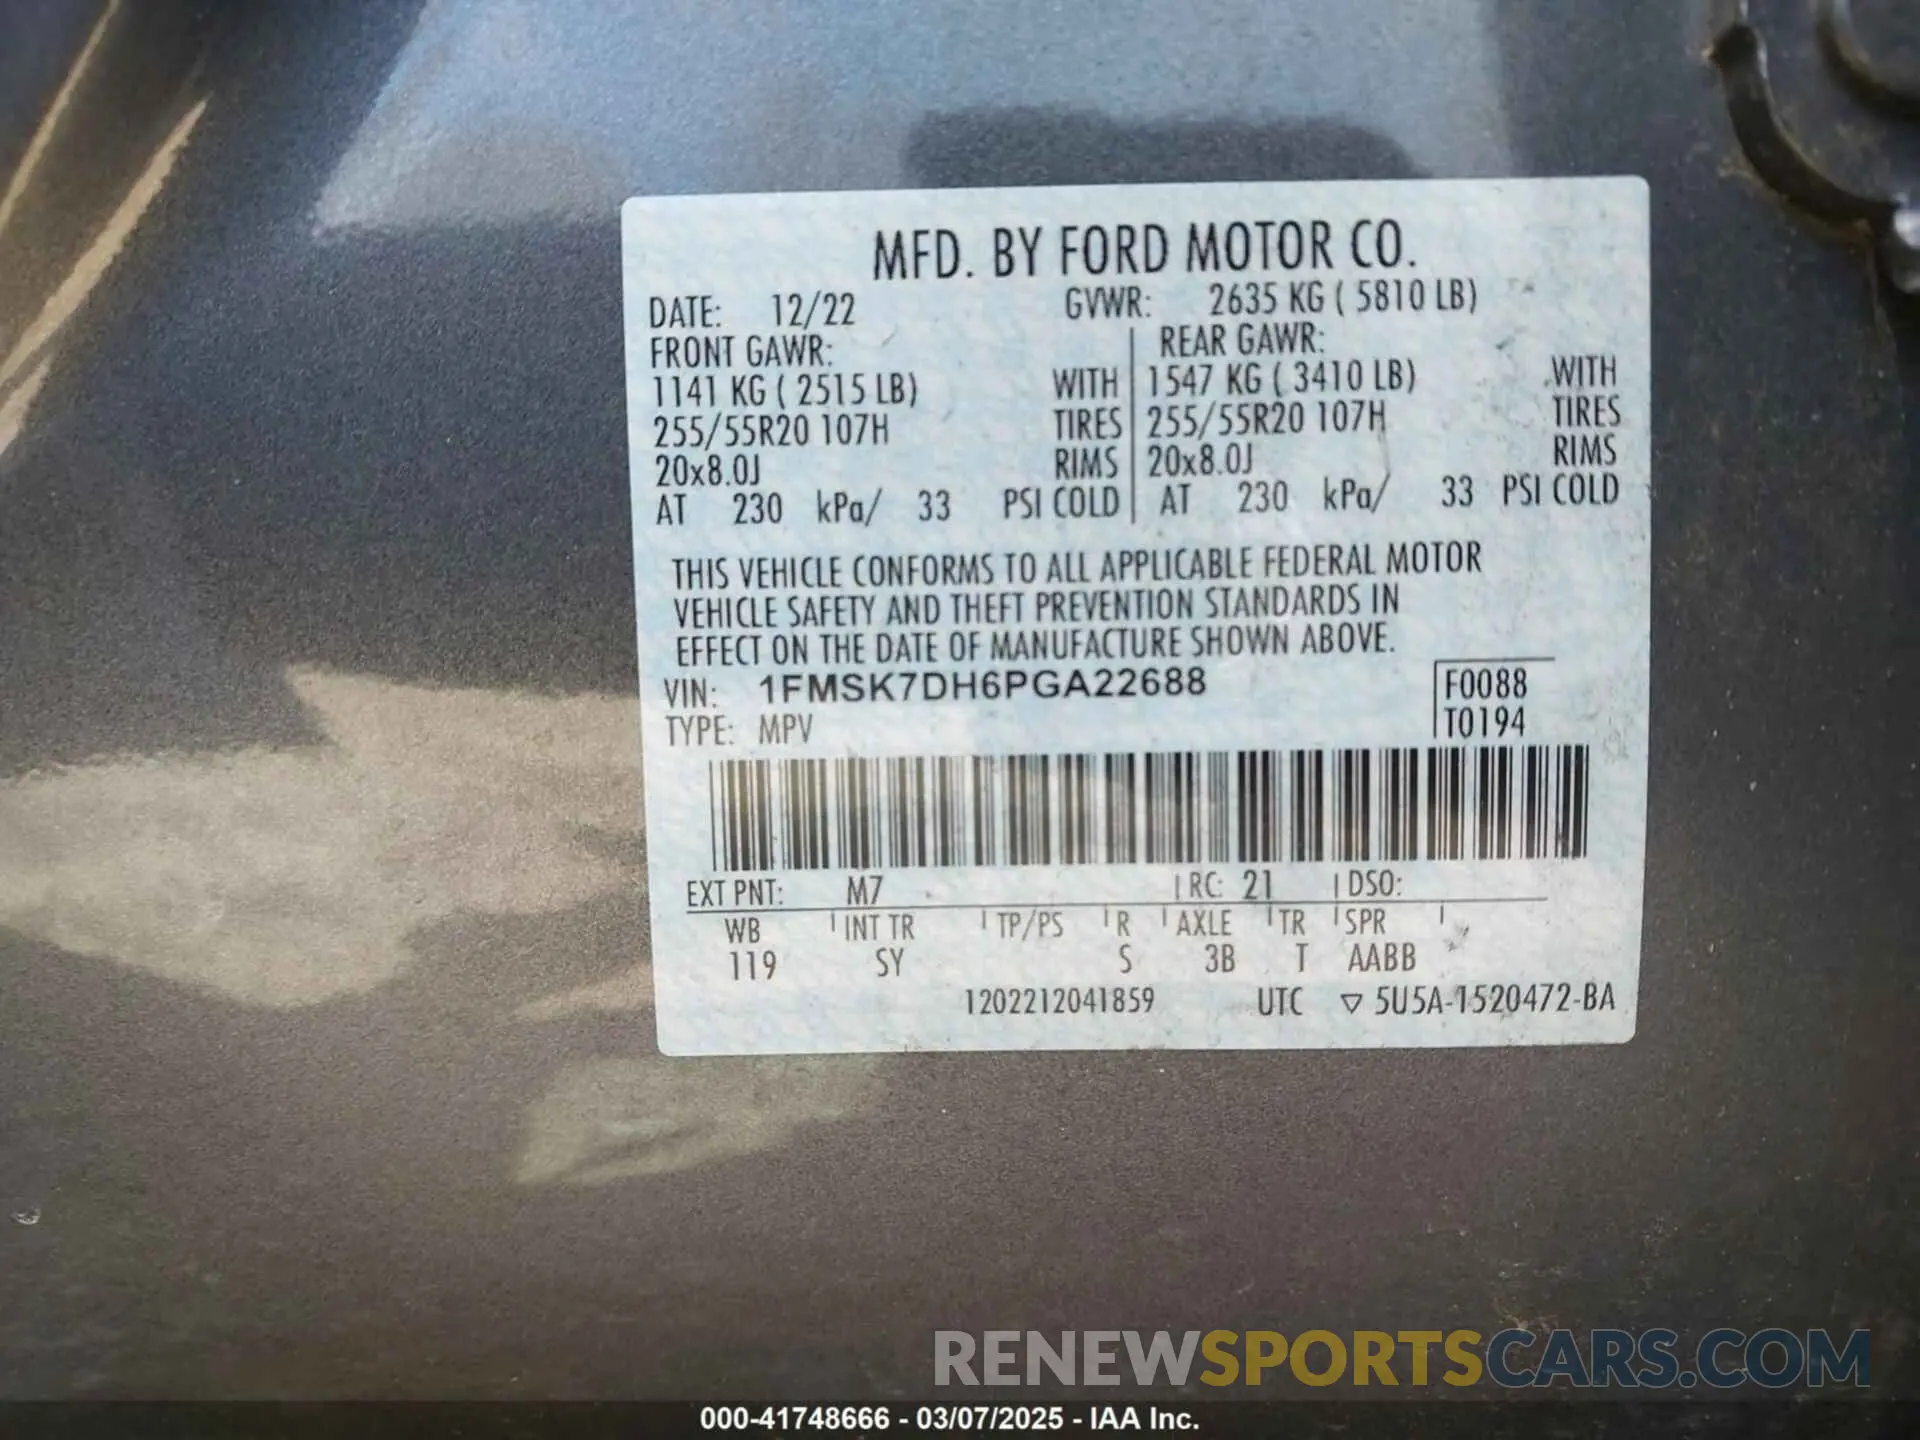 MFD. BY FORD MOTOR CO.
DATE: 12/22 GVWR: 2635 KG ( 5810 LB)
FRONT GAWR: REAR GAWR:
1141 KG ( 2515 LB) WITH 1547 KG ( 3410 LB) WITH
255/55R20 107H TIRES 255/55R20 107H TIRES
20x8.0J RIMS 20x8.0J RIMS
AT 230 kPa/ 33 PSI COLD AT 230 kPa/ 33 PSI COLD
THIS VEHICLE CONFORMS TO ALL APPLICABLE FEDERAL MOTOR
VEHICLE SAFETY AND THEFT PREVENTION STANDARDS IN
EFFECT ON THE DATE OF MANUFACTURE SHOWN ABOVE.
VIN: 1FMSK7DH6PGA22688 F0088
TYPE: MPV T0194
EXT PNT: M7 RC: 21 DSO:
WB INT TR TP/PS R AXLE TR SPR
119 SY S 3B T AABB
1202212041859 UTC ▽ 5U5A-1520472-BA
RENEWSPORTSCARS.COM
000-41748666 - 03/07/2025 - IAA Inc.